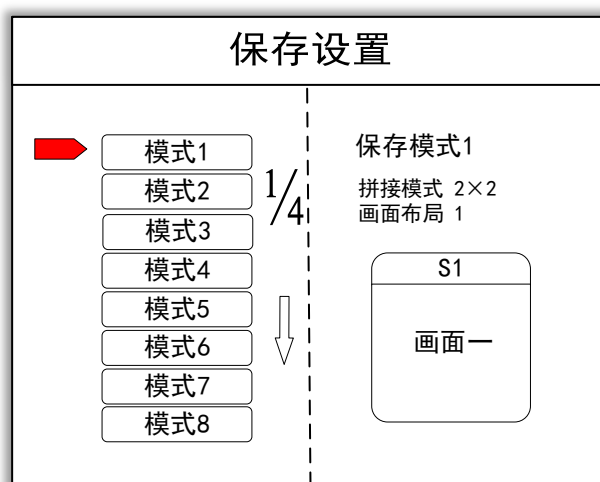 保存设置
模式1
模式2
模式3
模式4
模式5
模式6
模式7
模式8
1/4
保存模式1
拼接模式 2×2
画面布局 1
S1
画面一